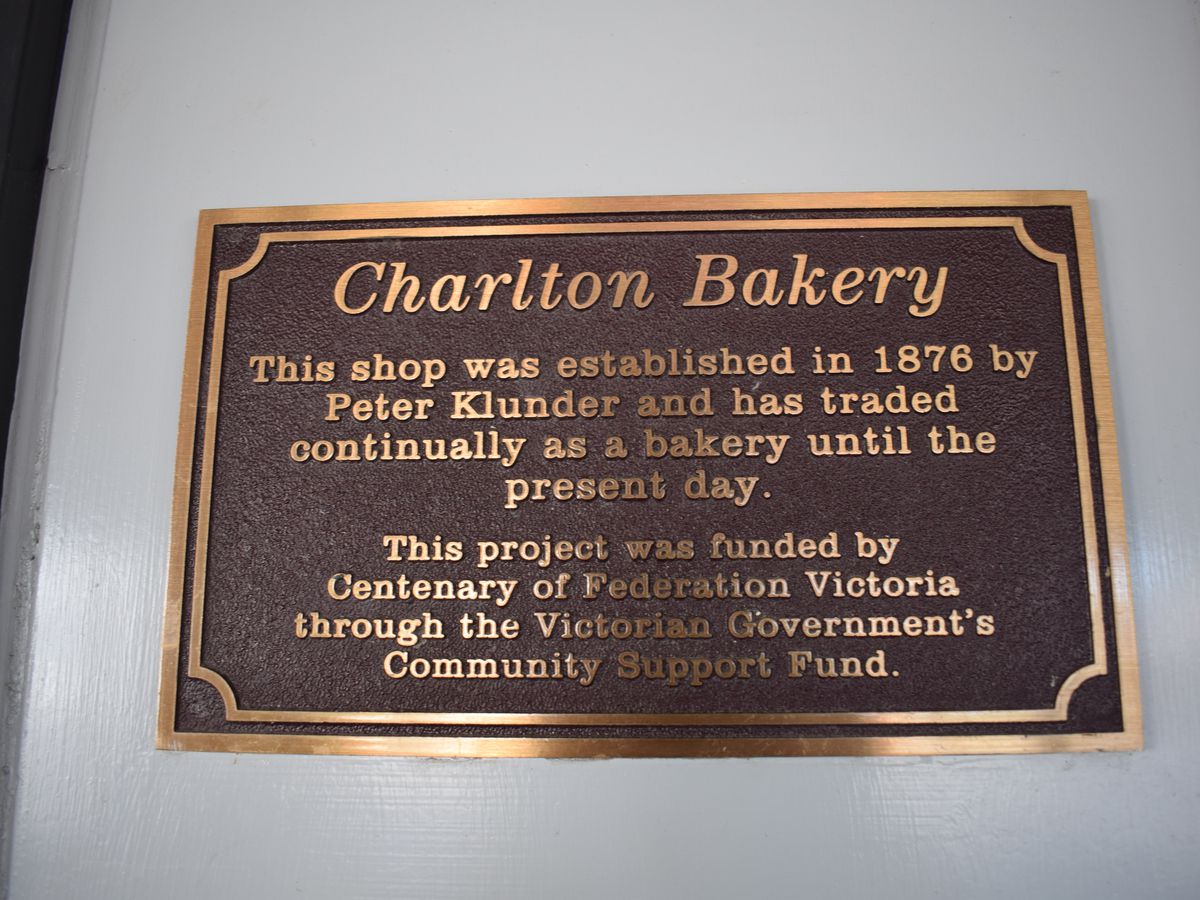 Charlton Bakery
This shop was established in 1876 by
Peter Klunder and has traded
continually as a bakery until the
present day.
This project was funded by
Centenary of Federation Victoria
through the Victorian Government's
Community Support Fund.